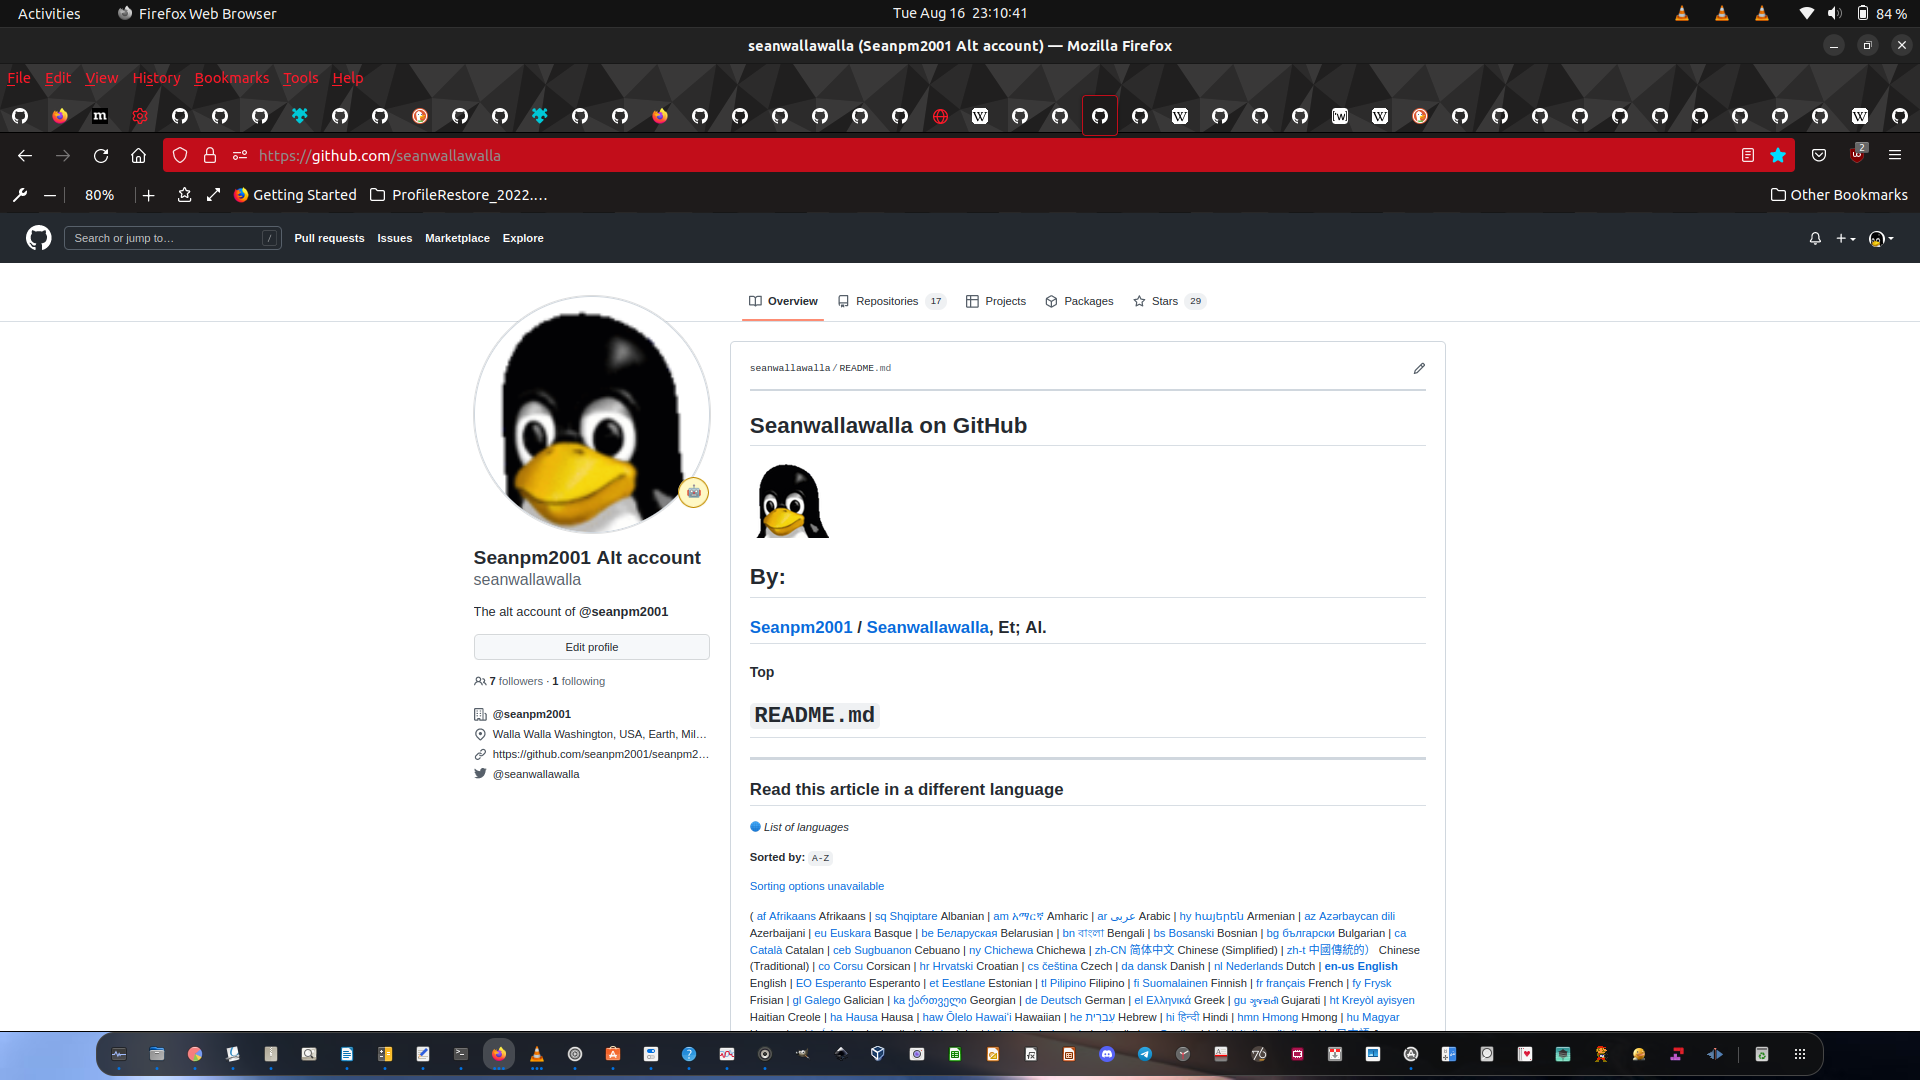 Activities
Firefox Web Browser
Tue Aug 16 23:10:41
84 %
seanwallawalla (Seanpm2001 Alt account) — Mozilla Firefox
File Edit View History Bookmarks Tools Help
https://github.com/seanwallawalla
2
80%
Getting Started
ProfileRestore_2022.…
Other Bookmarks
Search or jump to… /
Pull requests Issues Marketplace Explore
Overview
Repositories 17
Projects
Packages
Stars 29
Seanpm2001 Alt account
seanwallawalla
The alt account of @seanpm2001
Edit profile
7 followers · 1 following
@seanpm2001
Walla Walla Washington, USA, Earth, Mil…
https://github.com/seanpm2001/seanpm2…
@seanwallawalla
seanwallawalla/README.md
Seanwallawalla on GitHub
By:
Seanpm2001 / Seanwallawalla, Et; Al.
Top
README.md
Read this article in a different language
List of languages
Sorted by: A-Z
Sorting options unavailable
( af Afrikaans Afrikaans | sq Shqiptare Albanian | am አማርኛ Amharic | ar عربى Arabic | hy հայերեն Armenian | az Azərbaycan dili
Azerbaijani | eu Euskara Basque | be Беларуская Belarusian | bn বাংলা Bengali | bs Bosanski Bosnian | bg български Bulgarian | ca
Català Catalan | ceb Sugbuanon Cebuano | ny Chichewa Chichewa | zh-CN 简体中文 Chinese (Simplified) | zh-t 中國傳統的） Chinese
(Traditional) | co Corsu Corsican | hr Hrvatski Croatian | cs čeština Czech | da dansk Danish | nl Nederlands Dutch | en-us English
English | EO Esperanto Esperanto | et Eestlane Estonian | tl Pilipino Filipino | fi Suomalainen Finnish | fr français French | fy Frysk
Frisian | gl Galego Galician | ka ქართველი Georgian | de Deutsch German | el Ελληνικά Greek | gu ગુજરાતી Gujarati | ht Kreyòl ayisyen
Haitian Creole | ha Hausa Hausa | haw Ōlelo Hawaiʻi Hawaiian | he עִברִית Hebrew | hi हिन्दी Hindi | hmn Hmong Hmong | hu Magyar